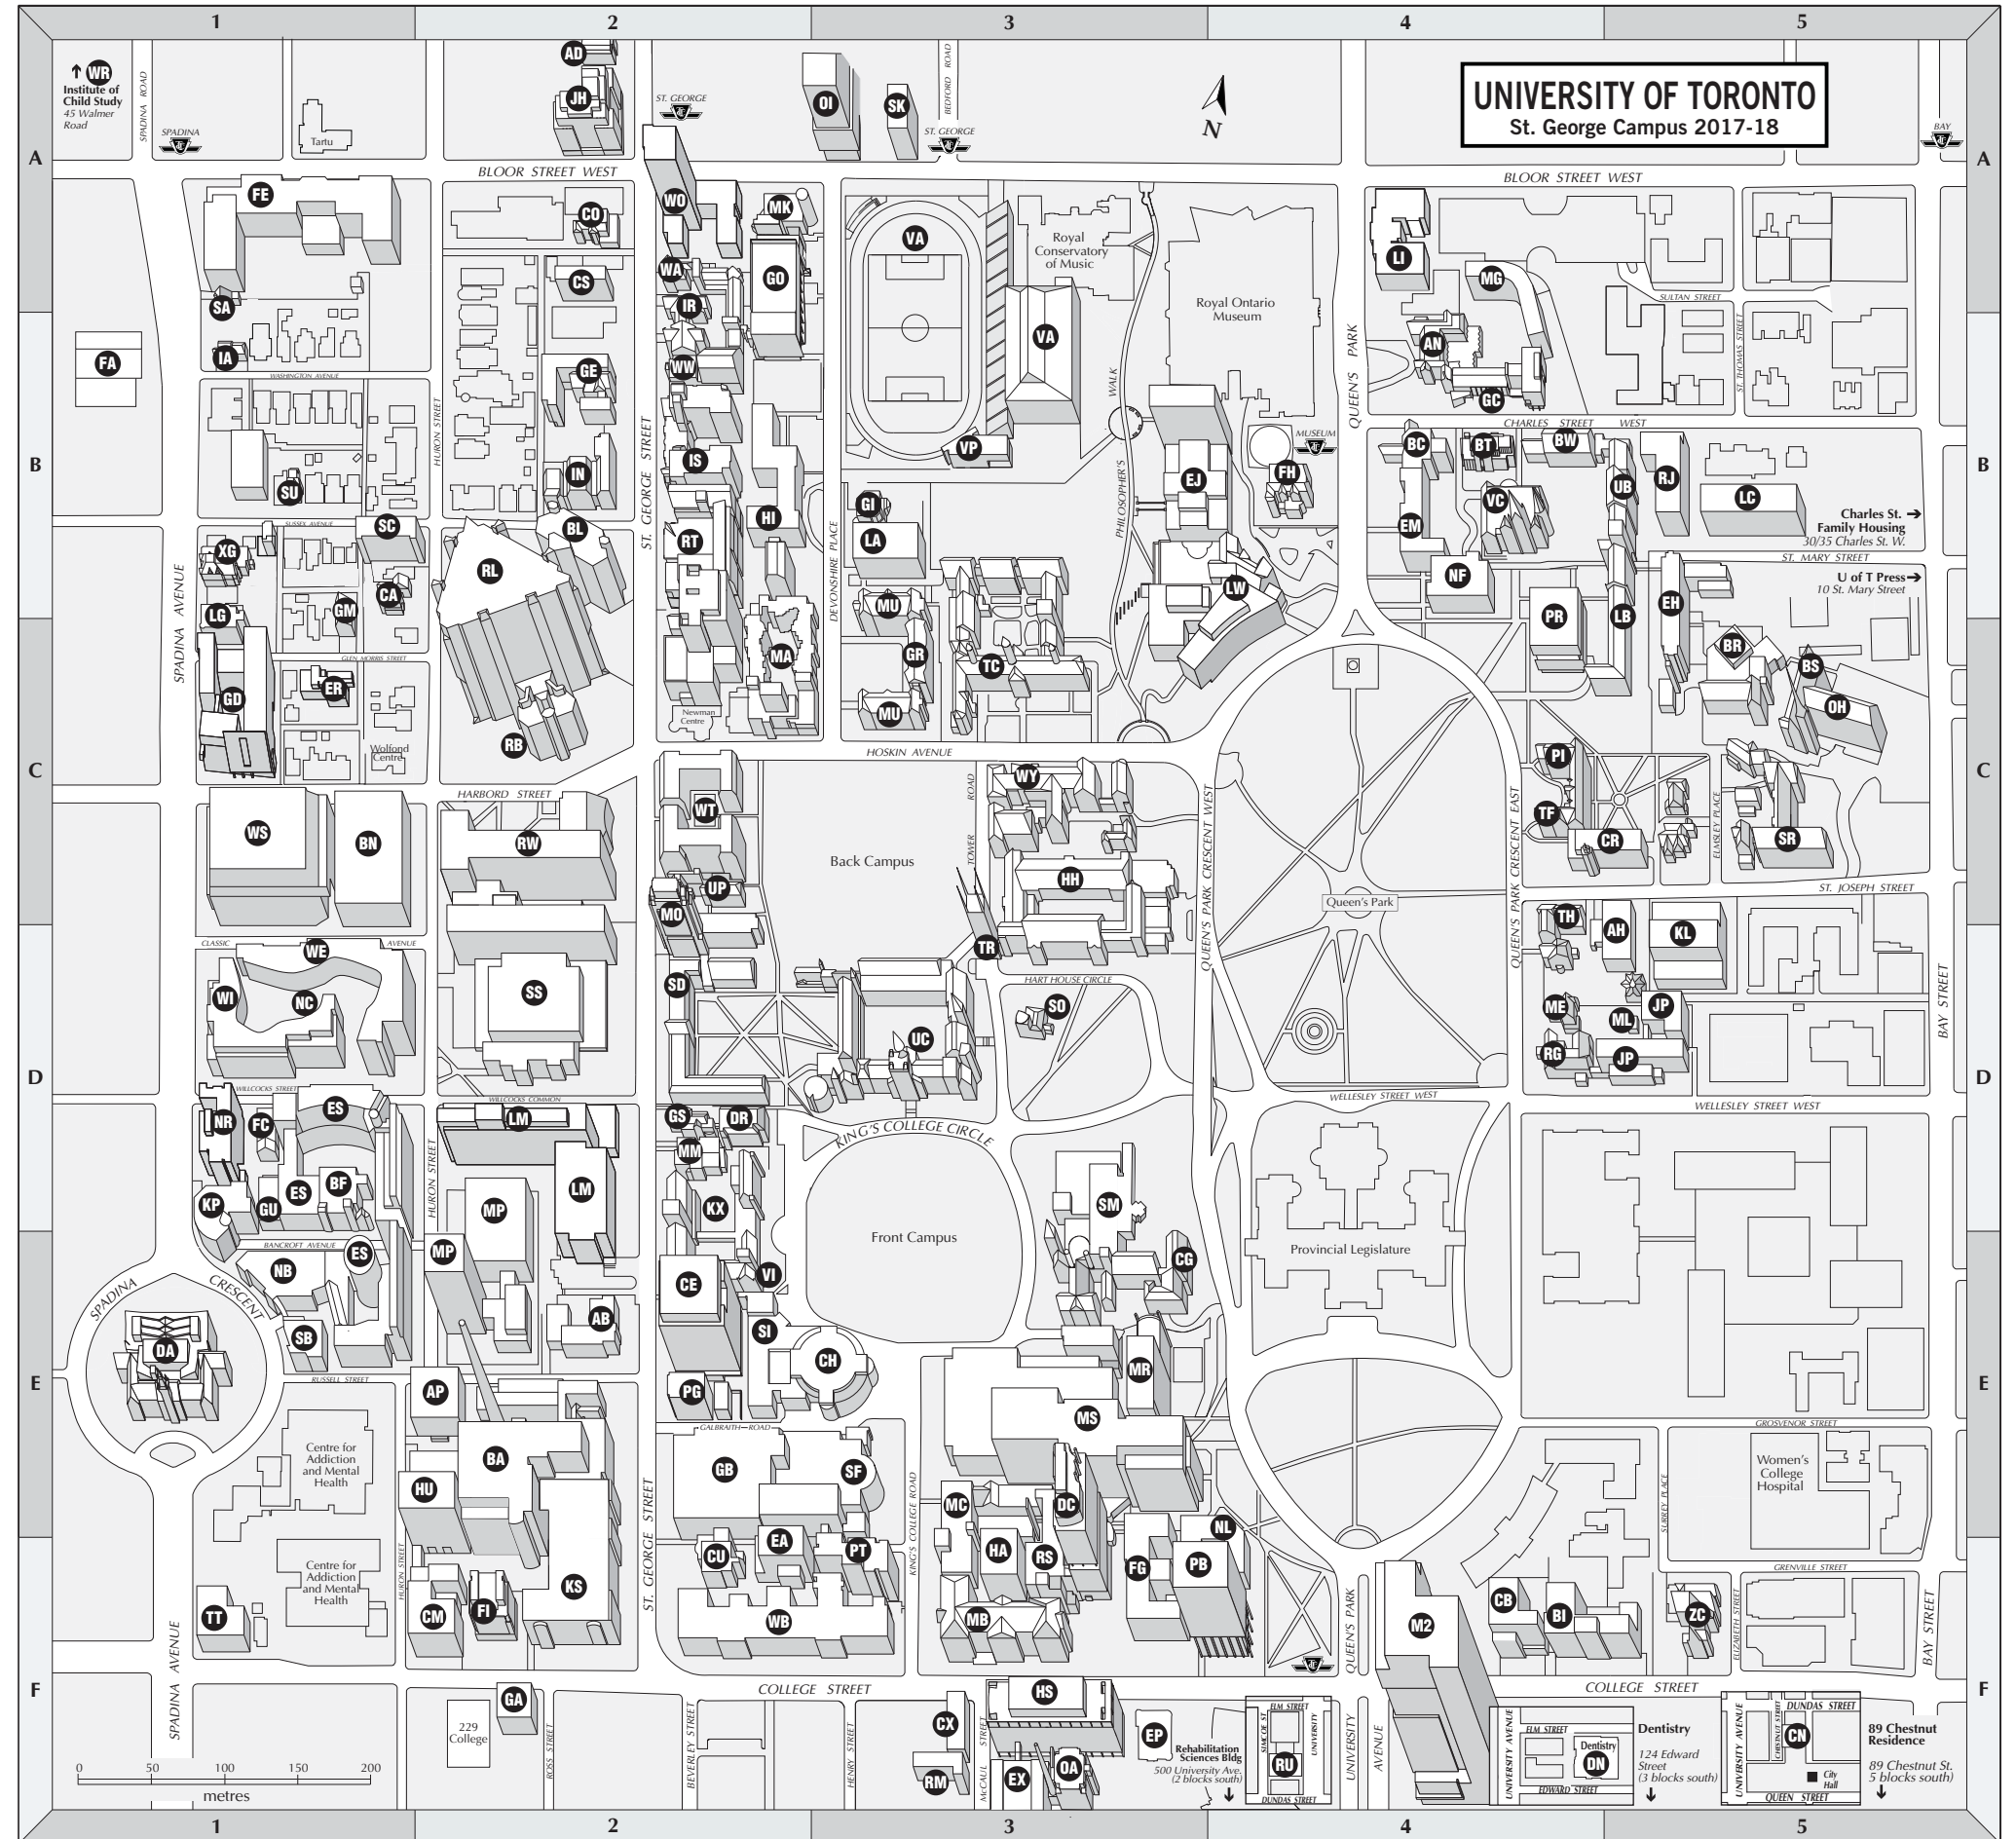 1 2 3 4 5
UNIVERSITY OF TORONTO
St. George Campus 2017-18
N
↑ WR
Institute of
Child Study
45 Walmer
Road
SPADINA ROAD
SPADINA
Tartu
AD
JH
ST. GEORGE
OI
SK
BEDFORD ROAD
ST. GEORGE
BAY
A
A
BLOOR STREET WEST
BLOOR STREET WEST
FE
CO
WO
MK
VA
Royal
Conservatory
of Music
LI
MG
CS
WA
GO
IR
SA
Royal Ontario
Museum
SULTAN STREET
ST. THOMAS STREET
FA
IA
WASHINGTON AVENUE
GE
WW
VA
AN
GC
QUEEN'S PARK
WALK
HURON STREET
ST. GEORGE STREET
CHARLES STREET WEST
B
B
SU
IN
IS
VP
EJ
FH
MUSEUM
BC
BT
BW
VC
UB
RJ
LC
Charles St. →
Family Housing
30/35 Charles St. W.
SUSSEX AVENUE
SC
BL
HI
GI
LA
EM
PHILOSOPHER'S
DEVONSHIRE PLACE
XG
RL
RT
ST. MARY STREET
U of T Press→
10 St. Mary Street
NF
LW
LG
GM
CA
MU
PR
LB
EH
SPADINA AVENUE
GLEN MORRIS STREET
MA
GR
TC
BR
BS
GD
ER
MU
OH
Newman
Centre
Wolfond
Centre
RB
HOSKIN AVENUE
PI
C
C
HARBORD STREET
WT
WY
TOWER ROAD
QUEEN'S PARK CRESCENT WEST
QUEEN'S PARK CRESCENT EAST
TF
CR
ELMSLEY PLACE
SR
WS
BN
RW
Back Campus
HH
UP
MO
Queen's Park
ST. JOSEPH STREET
TH
AH
KL
CLASSIC AVENUE
WE
TR
WI
NC
SS
SD
HART HOUSE CIRCLE
SO
UC
ME
ML
JP
RG
JP
BAY STREET
D
D
WILLCOCKS STREET
WILLCOCKS COMMON
WELLESLEY STREET WEST
WELLESLEY STREET WEST
NR
FC
ES
LM
GS
DR
KING'S COLLEGE CIRCLE
MM
HURON STREET
KP
GU
ES
BF
MP
LM
KX
SM
Front Campus
Provincial Legislature
BANCROFT AVENUE
ES
MP
NB
CE
VI
CG
SPADINA CRESCENT
SB
AB
SI
DA
CH
MR
E
E
RUSSELL STREET
AP
PG
MS
GALBRAITH ROAD
GROSVENOR STREET
Centre for
Addiction
and Mental
Health
BA
GB
SF
Women's
College
Hospital
HU
KING'S COLLEGE ROAD
MC
DC
SURREY PLACE
NL
ST. GEORGE STREET
CU
EA
PT
HA
RS
FG
PB
GRENVILLE STREET
Centre for
Addiction
and Mental
Health
HURON STREET
KS
TT
CM
FI
WB
MB
M2
CB
BI
ZC
ELIZABETH STREET
BAY STREET
QUEEN'S PARK
SPADINA AVENUE
F
F
COLLEGE STREET
COLLEGE STREET
229
College
GA
ROSS STREET
BEVERLEY STREET
HENRY STREET
CX
RM
McCAUL STREET
HS
EX
OA
EP
Rehabilitation
Sciences Bldg
500 University Ave.
(2 blocks south)
↓
ELM STREET
SIMCOE ST
UNIVERSITY
RU
DUNDAS STREET
UNIVERSITY AVENUE
UNIVERSITY AVENUE
ELM STREET
Dentistry
DN
EDWARD STREET
Dentistry
124 Edward
Street
(3 blocks south)
↓
UNIVERSITY AVENUE
CHESTNUT STREET
DUNDAS STREET
CN
City
Hall
QUEEN STREET
89 Chestnut
Residence
89 Chestnut St.
5 blocks south)
↓
0 50 100 150 200
metres
1 2 3 4 5